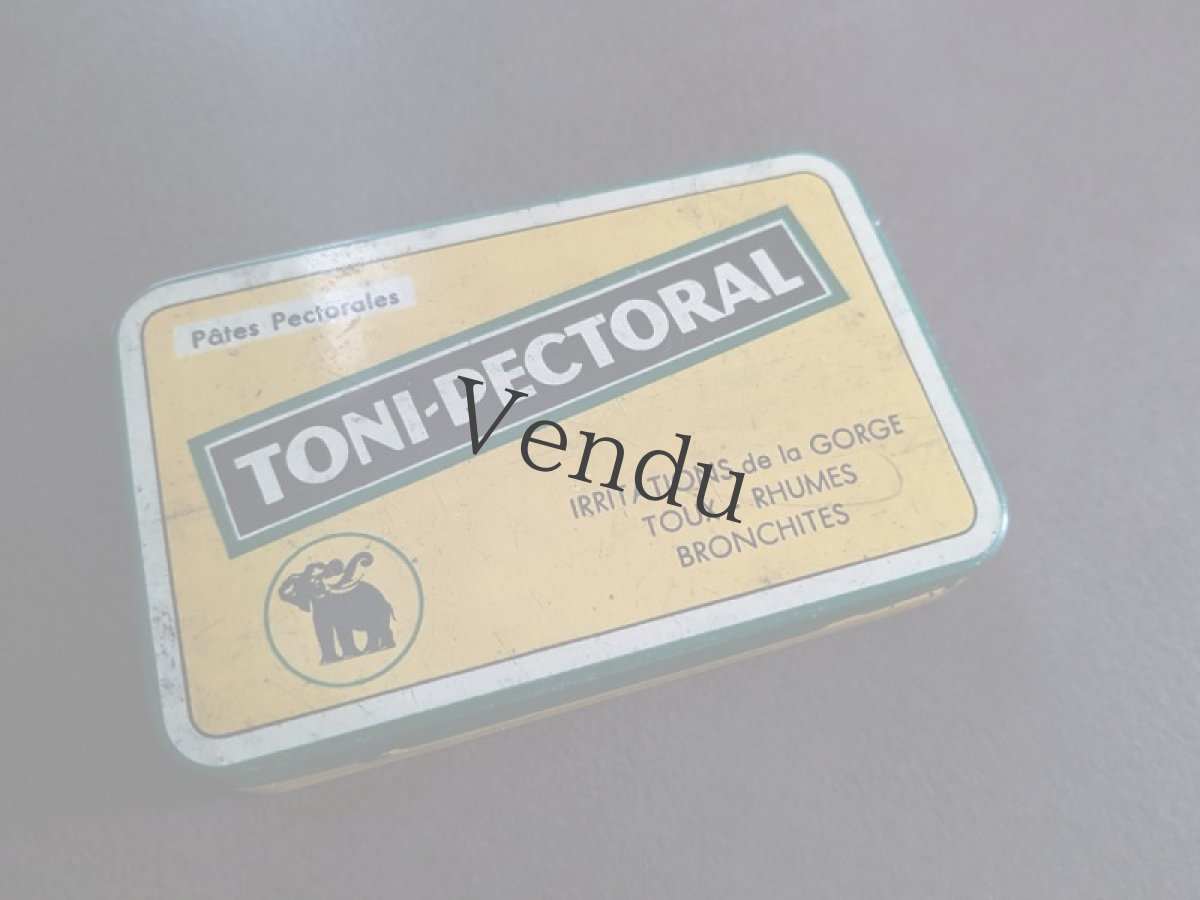 Pâtes Pectorales
TONI-PECTORAL
Vendu
IRRITATIONS de la GORGE
TOUX - RHUMES
BRONCHITES